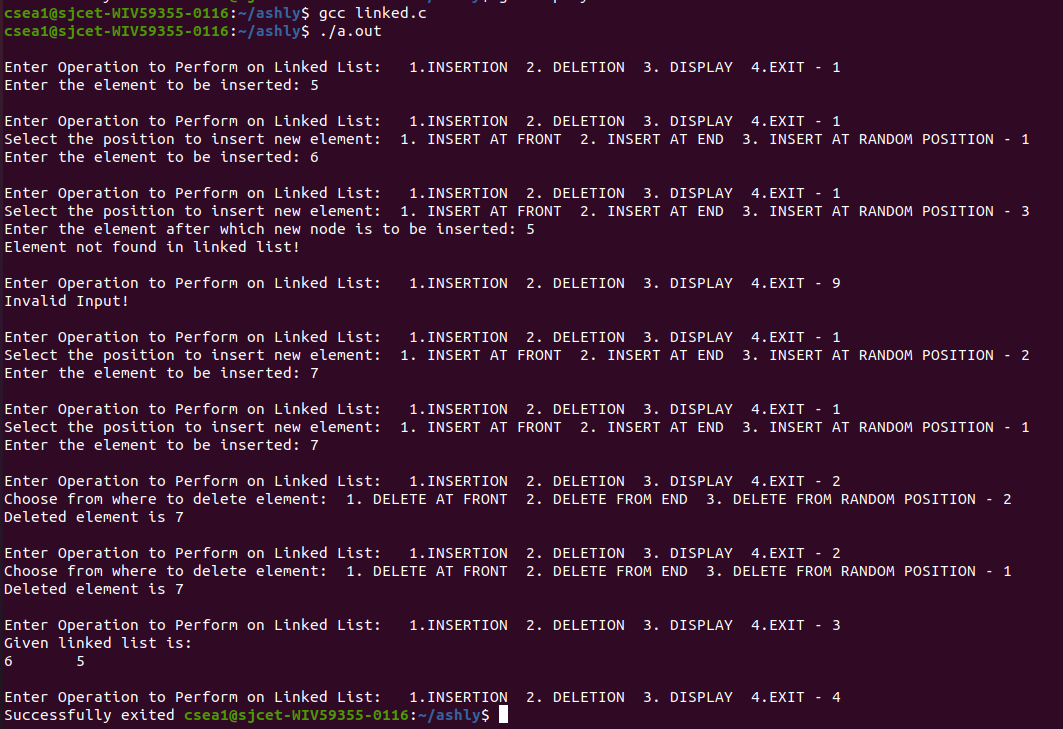 csea1@sjcet-WIV59355-0116:~/ashly$ gcc linked.c
csea1@sjcet-WIV59355-0116:~/ashly$ ./a.out
Enter Operation to Perform on Linked List:   1.INSERTION  2. DELETION  3. DISPLAY  4.EXIT - 1
Enter the element to be inserted: 5
Enter Operation to Perform on Linked List:   1.INSERTION  2. DELETION  3. DISPLAY  4.EXIT - 1
Select the position to insert new element:  1. INSERT AT FRONT  2. INSERT AT END  3. INSERT AT RANDOM POSITION - 1
Enter the element to be inserted: 6
Enter Operation to Perform on Linked List:   1.INSERTION  2. DELETION  3. DISPLAY  4.EXIT - 1
Select the position to insert new element:  1. INSERT AT FRONT  2. INSERT AT END  3. INSERT AT RANDOM POSITION - 3
Enter the element after which new node is to be inserted: 5
Element not found in linked list!
Enter Operation to Perform on Linked List:   1.INSERTION  2. DELETION  3. DISPLAY  4.EXIT - 9
Invalid Input!
Enter Operation to Perform on Linked List:   1.INSERTION  2. DELETION  3. DISPLAY  4.EXIT - 1
Select the position to insert new element:  1. INSERT AT FRONT  2. INSERT AT END  3. INSERT AT RANDOM POSITION - 2
Enter the element to be inserted: 7
Enter Operation to Perform on Linked List:   1.INSERTION  2. DELETION  3. DISPLAY  4.EXIT - 1
Select the position to insert new element:  1. INSERT AT FRONT  2. INSERT AT END  3. INSERT AT RANDOM POSITION - 1
Enter the element to be inserted: 7
Enter Operation to Perform on Linked List:   1.INSERTION  2. DELETION  3. DISPLAY  4.EXIT - 2
Choose from where to delete element:  1. DELETE AT FRONT  2. DELETE FROM END  3. DELETE FROM RANDOM POSITION - 2
Deleted element is 7
Enter Operation to Perform on Linked List:   1.INSERTION  2. DELETION  3. DISPLAY  4.EXIT - 2
Choose from where to delete element:  1. DELETE AT FRONT  2. DELETE FROM END  3. DELETE FROM RANDOM POSITION - 1
Deleted element is 7
Enter Operation to Perform on Linked List:   1.INSERTION  2. DELETION  3. DISPLAY  4.EXIT - 3
Given linked list is:
6       5
Enter Operation to Perform on Linked List:   1.INSERTION  2. DELETION  3. DISPLAY  4.EXIT - 4
Successfully exited csea1@sjcet-WIV59355-0116:~/ashly$